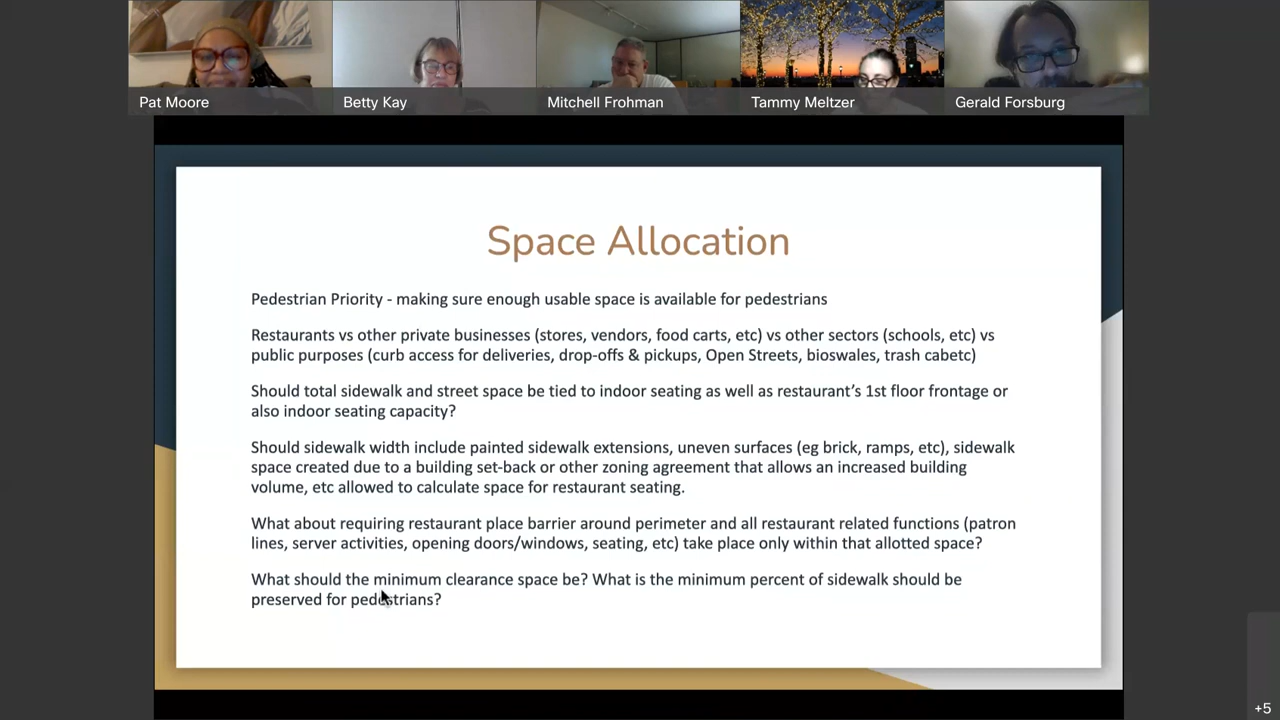 Pat Moore
Betty Kay
Mitchell Frohman
Tammy Meltzer
Gerald Forsburg
Space Allocation
Pedestrian Priority - making sure enough usable space is available for pedestrians
Restaurants vs other private businesses (stores, vendors, food carts, etc) vs other sectors (schools, etc) vs
public purposes (curb access for deliveries, drop-offs & pickups, Open Streets, bioswales, trash cabetc)
Should total sidewalk and street space be tied to indoor seating as well as restaurant's 1st floor frontage or
also indoor seating capacity?
Should sidewalk width include painted sidewalk extensions, uneven surfaces (eg brick, ramps, etc), sidewalk
space created due to a building set-back or other zoning agreement that allows an increased building
volume, etc allowed to calculate space for restaurant seating.
What about requiring restaurant place barrier around perimeter and all restaurant related functions (patron
lines, server activities, opening doors/windows, seating, etc) take place only within that allotted space?
What should the minimum clearance space be? What is the minimum percent of sidewalk should be
preserved for pedestrians?
+5